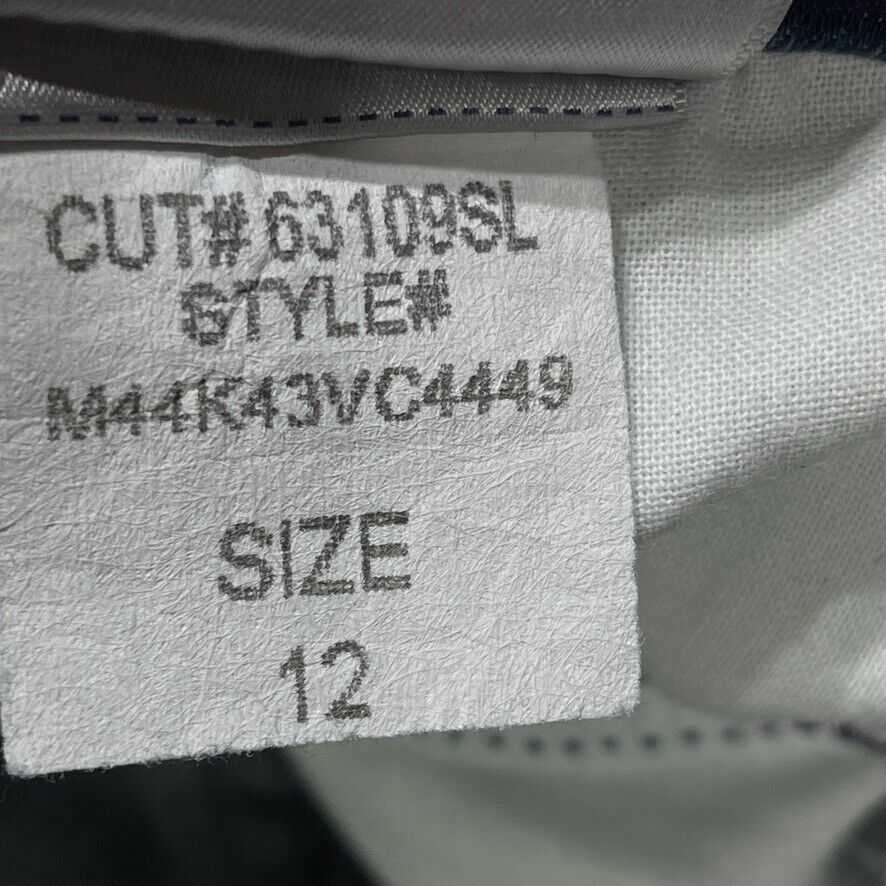 CUT# 63109SL
STYLE#
M44K43VC4449
SIZE
12